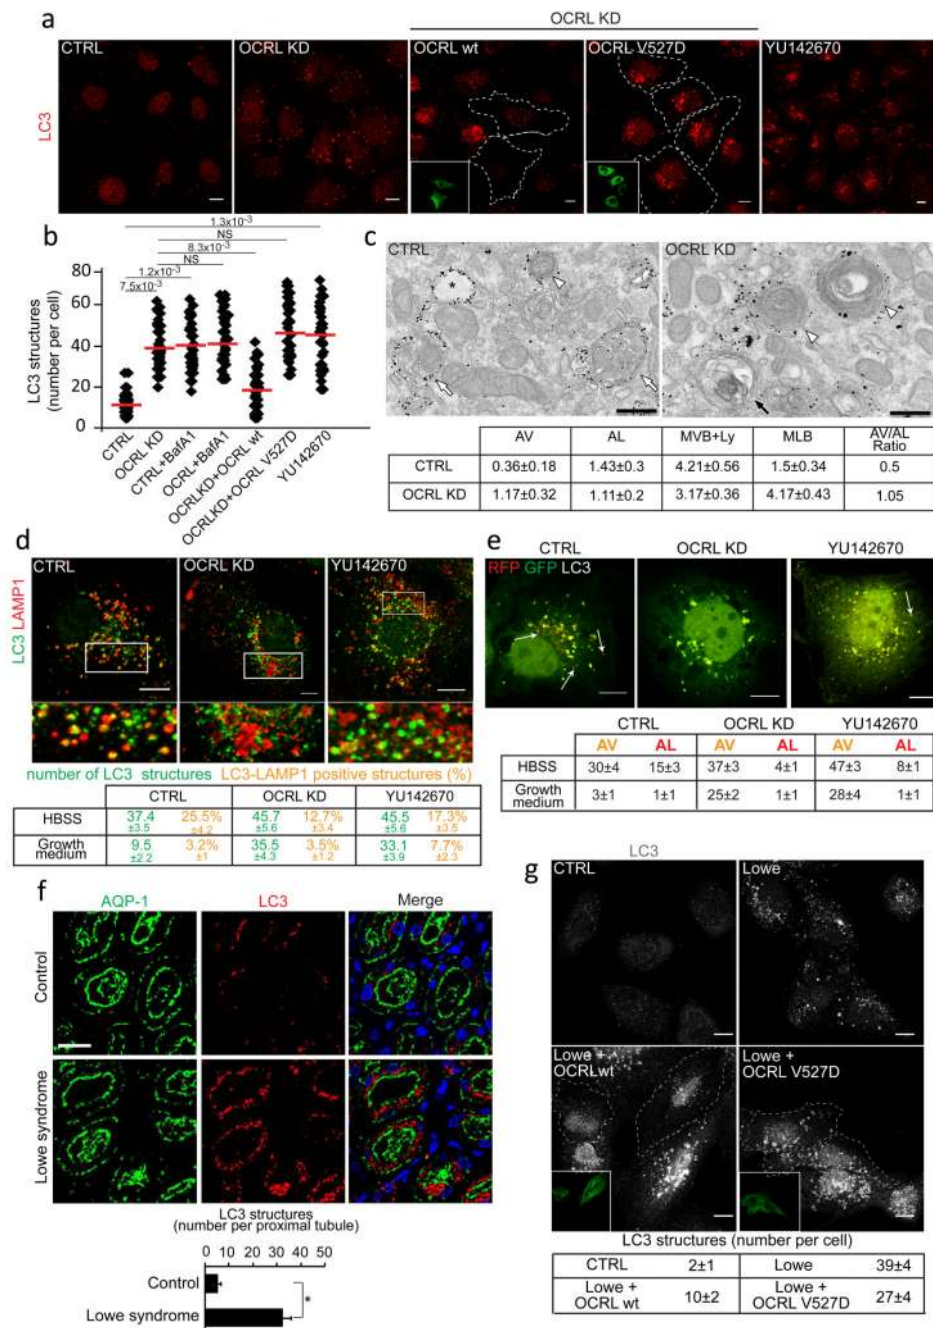 a
OCRL KD
CTRL
OCRL KD
OCRL wt
OCRL V527D
YU142670
LC3
b
1.3x10-3
NS
8.3x10-3
NS
1.2x10-3
7.5x10-3
80
60
40
20
0
LC3 structures
(number per cell)
CTRL
OCRL KD
CTRL+BafA1
OCRL+BafA1
OCRLKD+OCRL wt
OCRLKD+OCRL V527D
YU142670
c
CTRL
OCRL KD
*
*
AV AL MVB+Ly MLB AV/AL Ratio
CTRL 0.36±0.18 1.43±0.3 4.21±0.56 1.5±0.34 0.5
OCRL KD 1.17±0.32 1.11±0.2 3.17±0.36 4.17±0.43 1.05
d
CTRL
OCRL KD
YU142670
LC3 LAMP1
number of LC3 structures LC3-LAMP1 positive structures (%)
CTRL OCRL KD YU142670
HBSS 37.4 ±3.5 25.5% ±4.2 45.7 ±5.6 12.7% ±3.4 45.5 ±5.6 17.3% ±3.5
Growth medium 9.5 ±2.2 3.2% ±1 35.5 ±4.3 3.5% ±1.2 33.1 ±3.9 7.7% ±2.3
e
CTRL OCRL KD YU142670
RFP GFP LC3
CTRL OCRL KD YU142670
AV AL AV AL AV AL
HBSS 30±4 15±3 37±3 4±1 47±3 8±1
Growth medium 3±1 1±1 25±2 1±1 28±4 1±1
f
AQP-1 LC3 Merge
Control
Lowe syndrome
LC3 structures
(number per proximal tubule)
0 10 20 30 40 50
Control
Lowe syndrome
*
g
LC3
CTRL
Lowe
Lowe +
OCRL wt
Lowe +
OCRL V527D
LC3 structures (number per cell)
CTRL 2±1 Lowe 39±4
Lowe + OCRL wt 10±2 Lowe + OCRL V527D 27±4